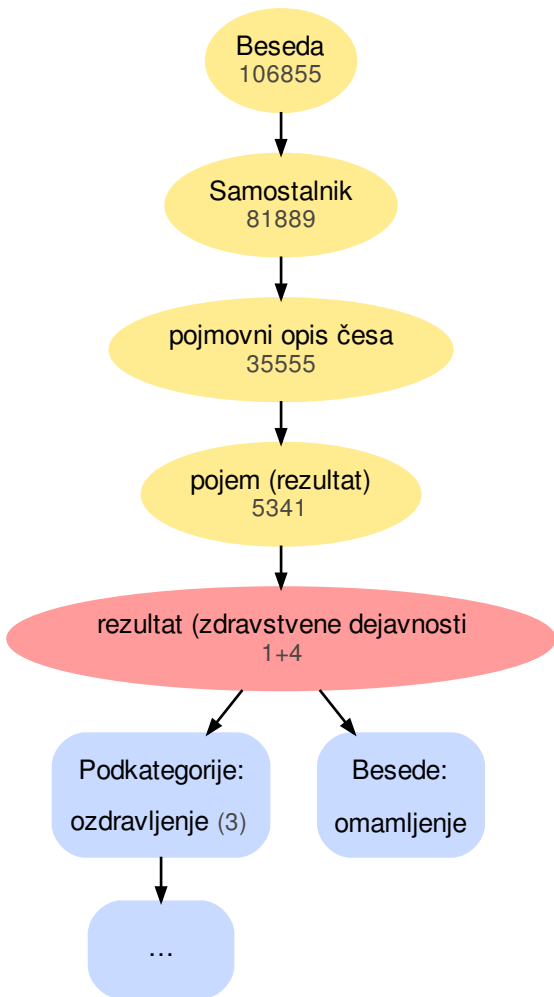 Beseda
106855
Samostalnik
81889
pojmovni opis česa
35555
pojem (rezultat)
5341
rezultat (zdravstvene dejavnosti
1+4
Podkategorije:
ozdravljenje (3)
Besede:
omamljenje
…